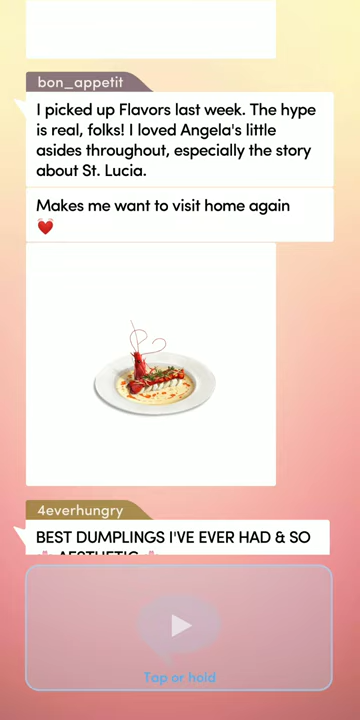 bon_appetit
I picked up Flavors last week. The hype
is real, folks! I loved Angela's little
asides throughout, especially the story
about St. Lucia.
Makes me want to visit home again
❤️
4everhungry
BEST DUMPLINGS I'VE EVER HAD & SO
🌸 AESTHETIC 🌸
Tap or hold